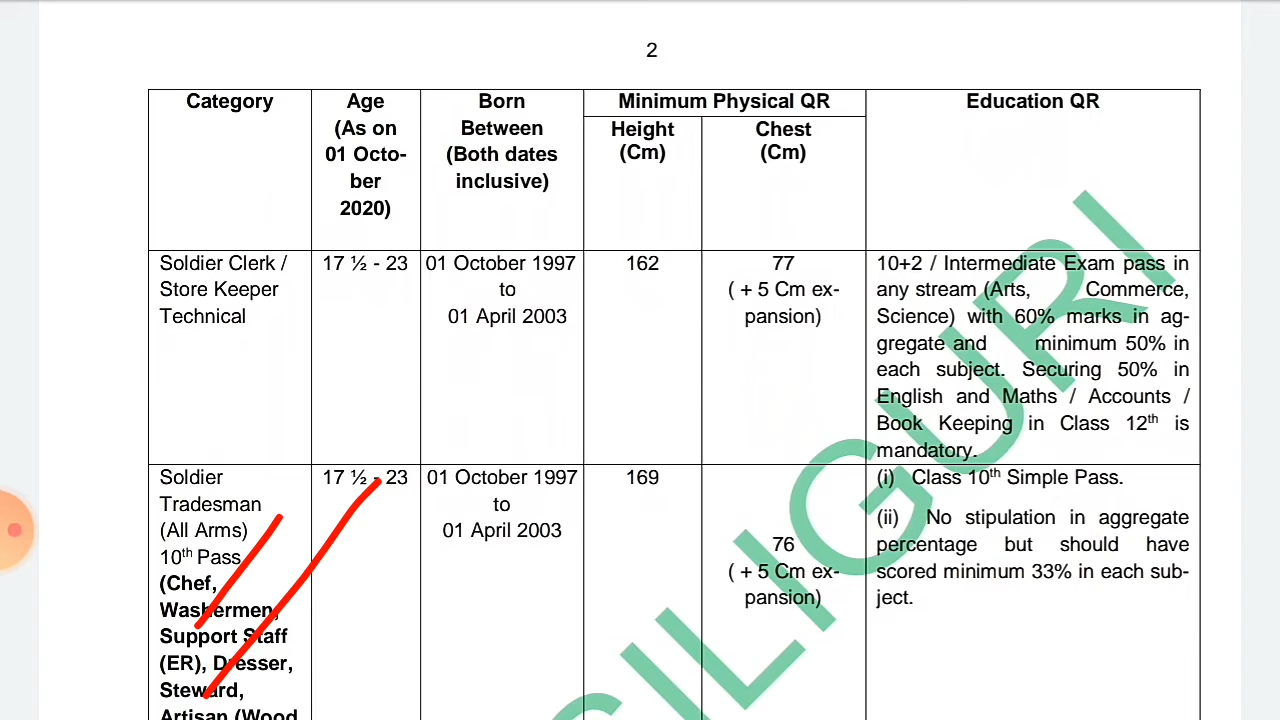 2
Category
Age
(As on
01 Octo-
ber
2020)
Born
Between
(Both dates
inclusive)
Minimum Physical QR
Height
(Cm)
Chest
(Cm)
Education QR
Soldier Clerk /
Store Keeper
Technical
17 ½ - 23
01 October 1997
to
01 April 2003
162
77
( + 5 Cm ex-
pansion)
10+2 / Intermediate Exam pass in
any stream (Arts, Commerce,
Science) with 60% marks in ag-
gregate and minimum 50% in
each subject. Securing 50% in
English and Maths / Accounts /
Book Keeping in Class 12th is
mandatory.
Soldier
Tradesman
(All Arms)
10th Pass
(Chef,
Washermen,
Support Staff
(ER), Dresser,
Steward,
Artisan (Wood
17 ½ - 23
01 October 1997
to
01 April 2003
169
76
( + 5 Cm ex-
pansion)
(i) Class 10th Simple Pass.
(ii) No stipulation in aggregate
percentage but should have
scored minimum 33% in each sub-
ject.
SILIGURI